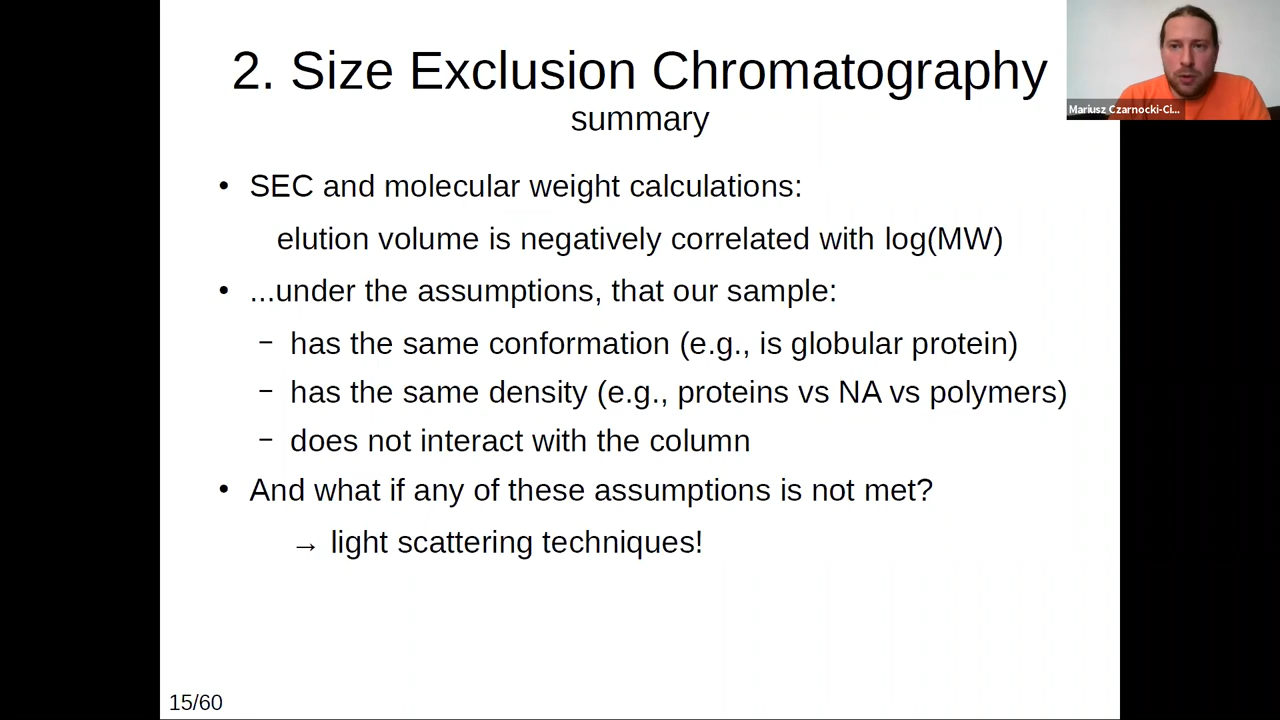 2. Size Exclusion Chromatography
summary
Mariusz Czarnocki-Ci...
• SEC and molecular weight calculations:
elution volume is negatively correlated with log(MW)
• ...under the assumptions, that our sample:
– has the same conformation (e.g., is globular protein)
– has the same density (e.g., proteins vs NA vs polymers)
– does not interact with the column
• And what if any of these assumptions is not met?
→ light scattering techniques!
15/60